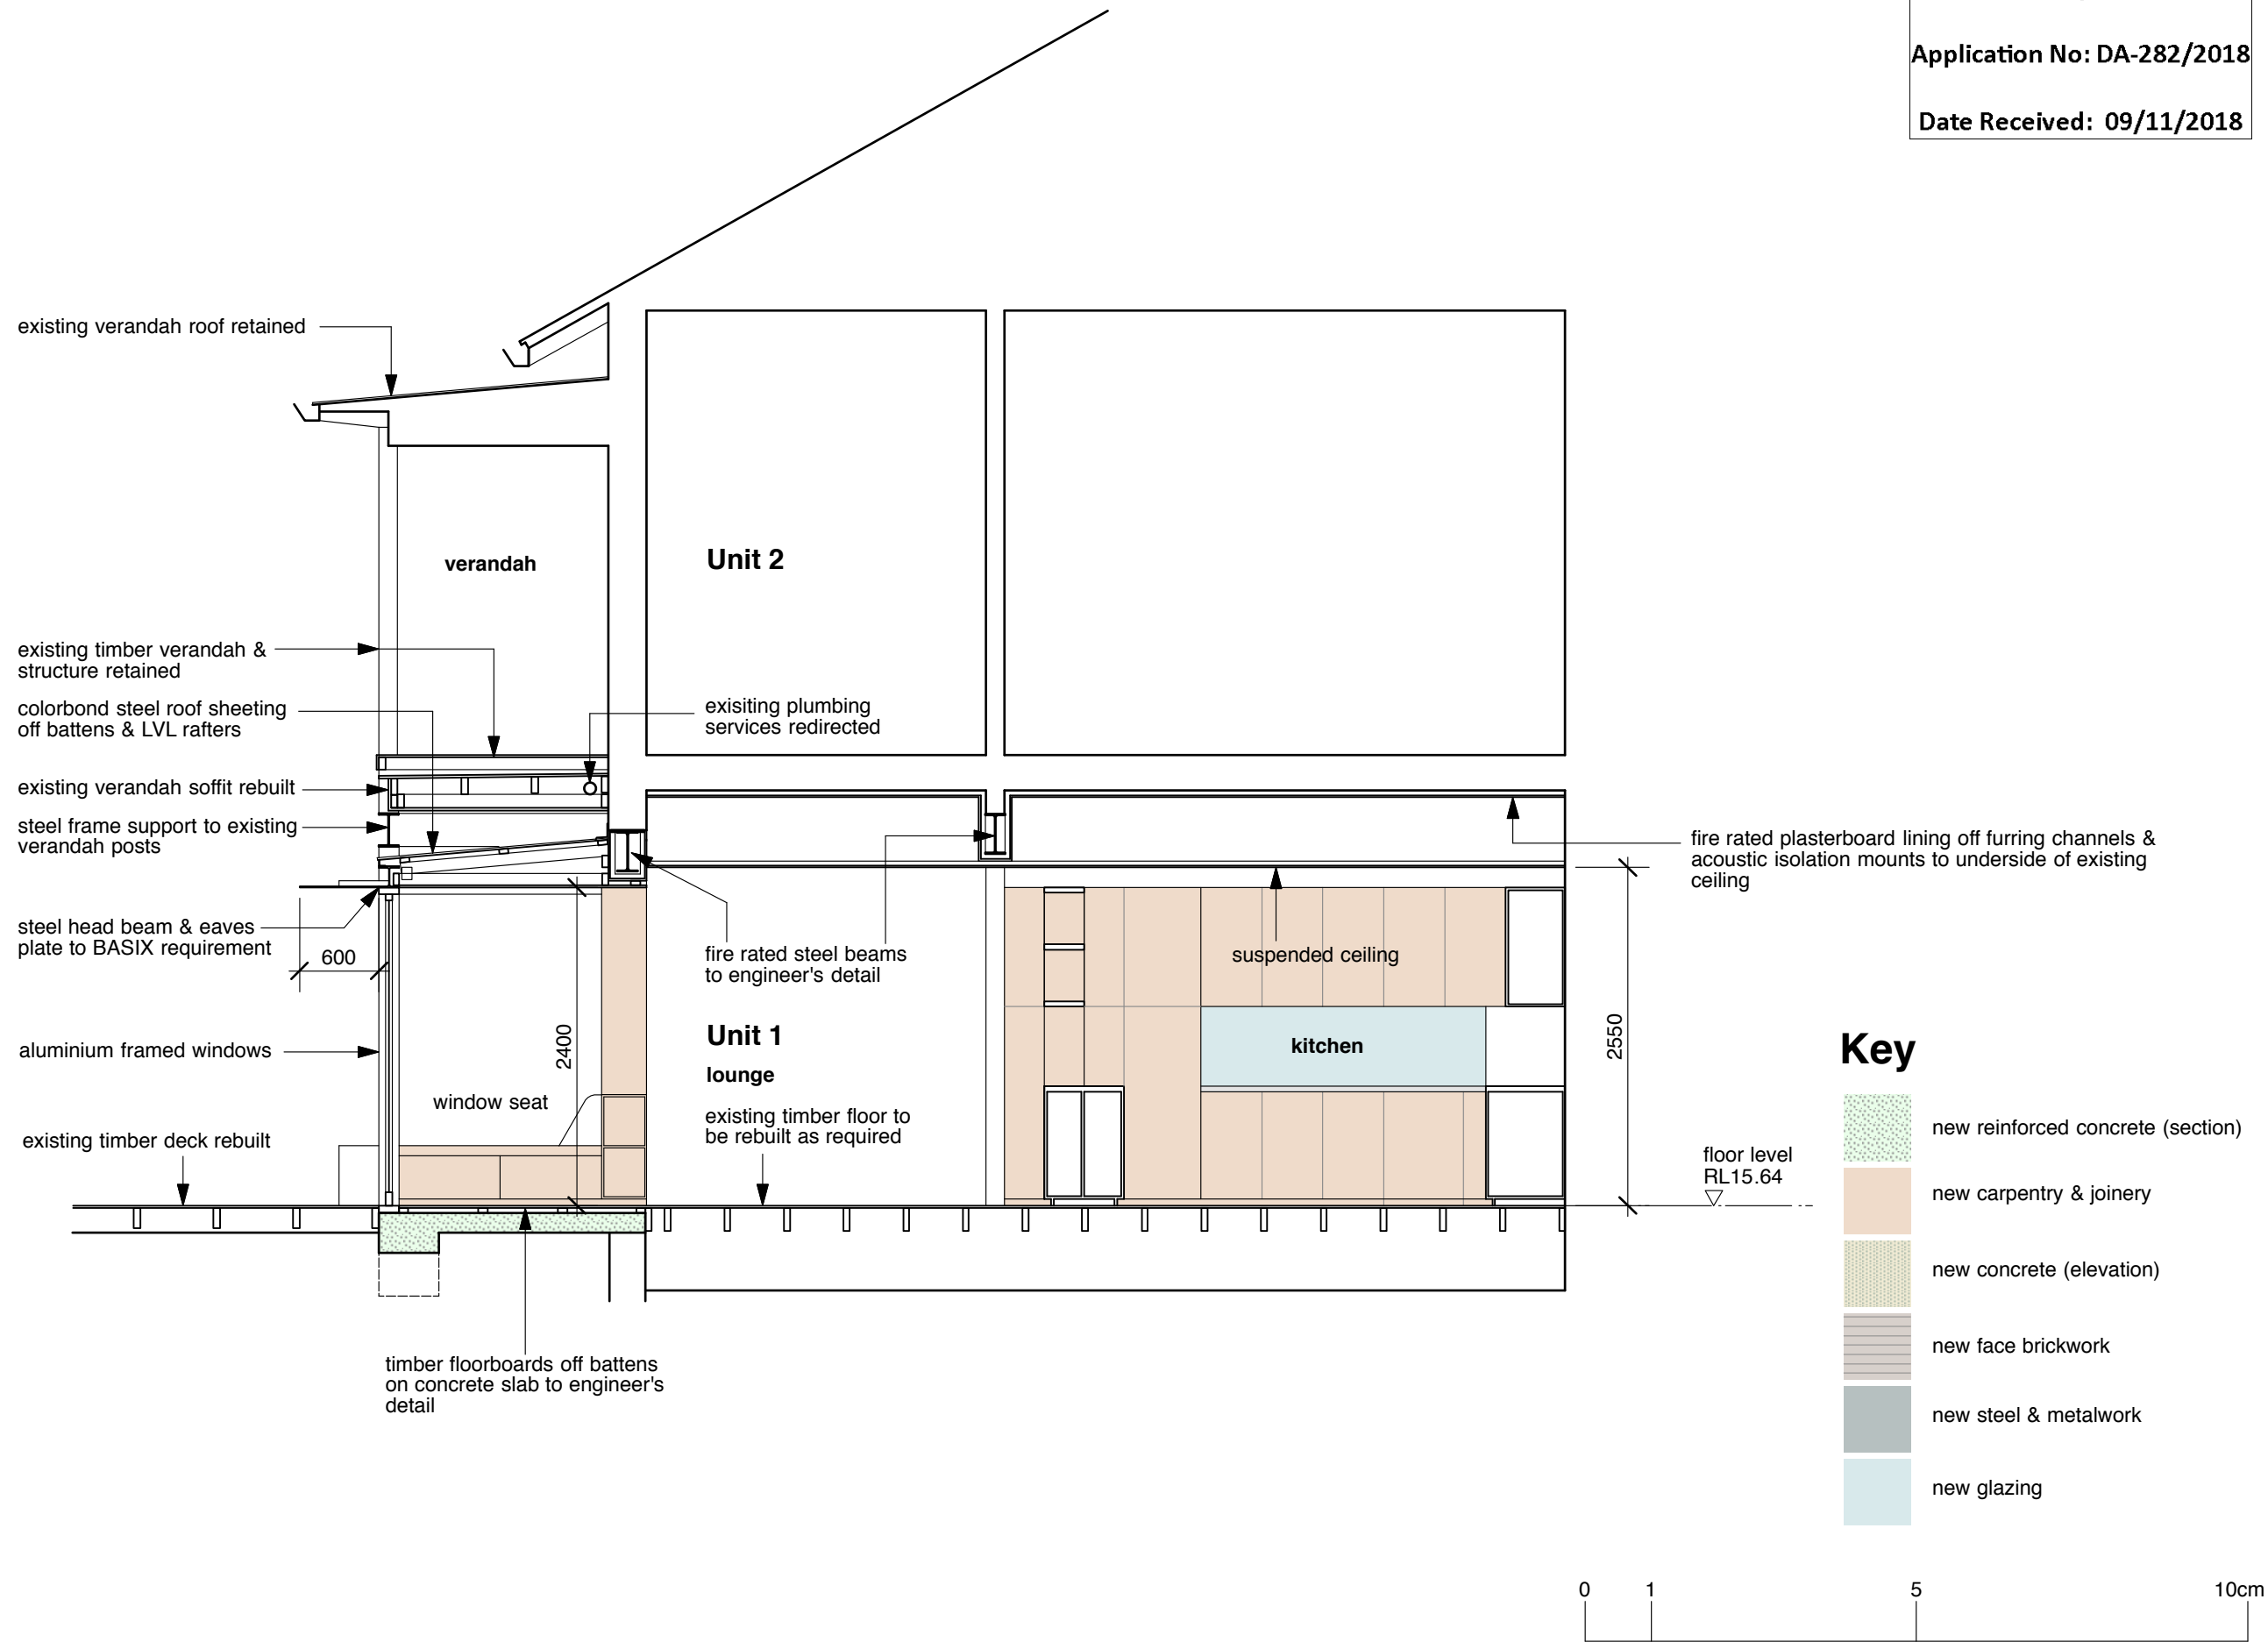 Application No: DA-282/2018
Date Received: 09/11/2018
existing verandah roof retained
verandah
Unit 2
existing timber verandah &
structure retained
colorbond steel roof sheeting
off battens & LVL rafters
exisiting plumbing
services redirected
existing verandah soffit rebuilt
steel frame support to existing
verandah posts
fire rated plasterboard lining off furring channels &
acoustic isolation mounts to underside of existing
ceiling
steel head beam & eaves
plate to BASIX requirement
600
fire rated steel beams
to engineer's detail
suspended ceiling
aluminium framed windows
2400
Unit 1
lounge
kitchen
2550
window seat
existing timber floor to
be rebuilt as required
existing timber deck rebuilt
floor level
RL15.64
Key
new reinforced concrete (section)
new carpentry & joinery
new concrete (elevation)
new face brickwork
new steel & metalwork
new glazing
timber floorboards off battens
on concrete slab to engineer's
detail
0 1 5 10cm